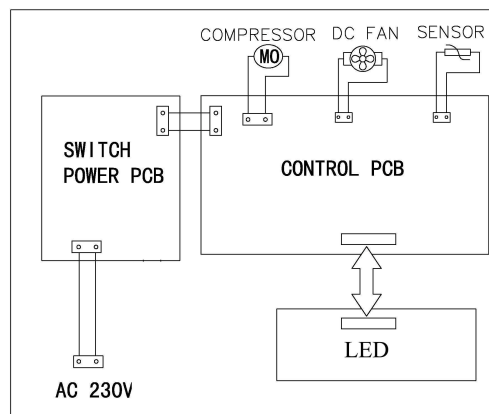 COMPRESSOR DC FAN SENSOR
MO
SWITCH
POWER PCB
CONTROL PCB
LED
AC 230V